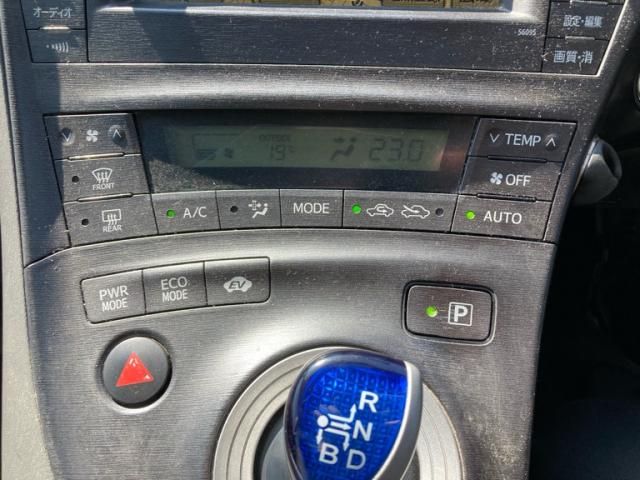 オーディオ
設定・編集
56095
画質・消
OUTSIDE
19℃
23.0
TEMP
FRONT
OFF
REAR
A/C
MODE
AUTO
PWR
MODE
ECO
MODE
EV
P
R
N
B D